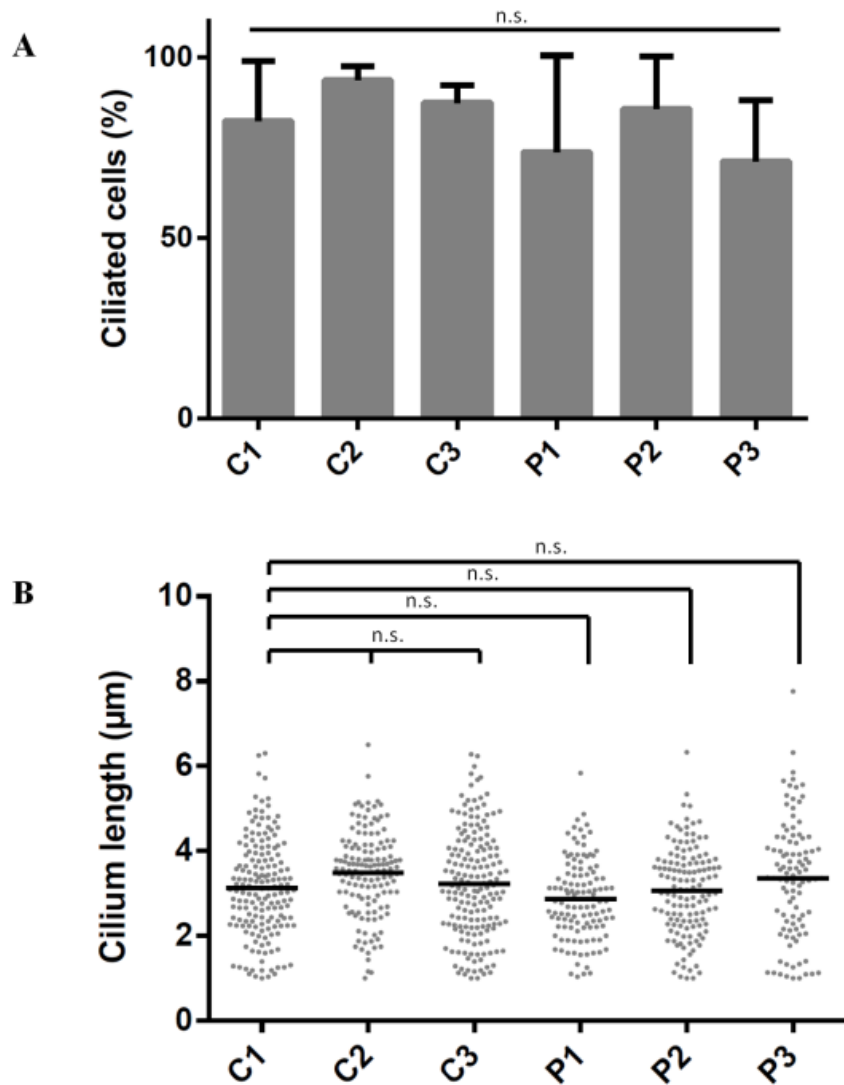 A
n.s.
Ciliated cells (%)
100
50
0
C1 C2 C3 P1 P2 P3
B
n.s.
n.s.
n.s.
n.s.
Cilium length (µm)
10
8
6
4
2
0
C1 C2 C3 P1 P2 P3